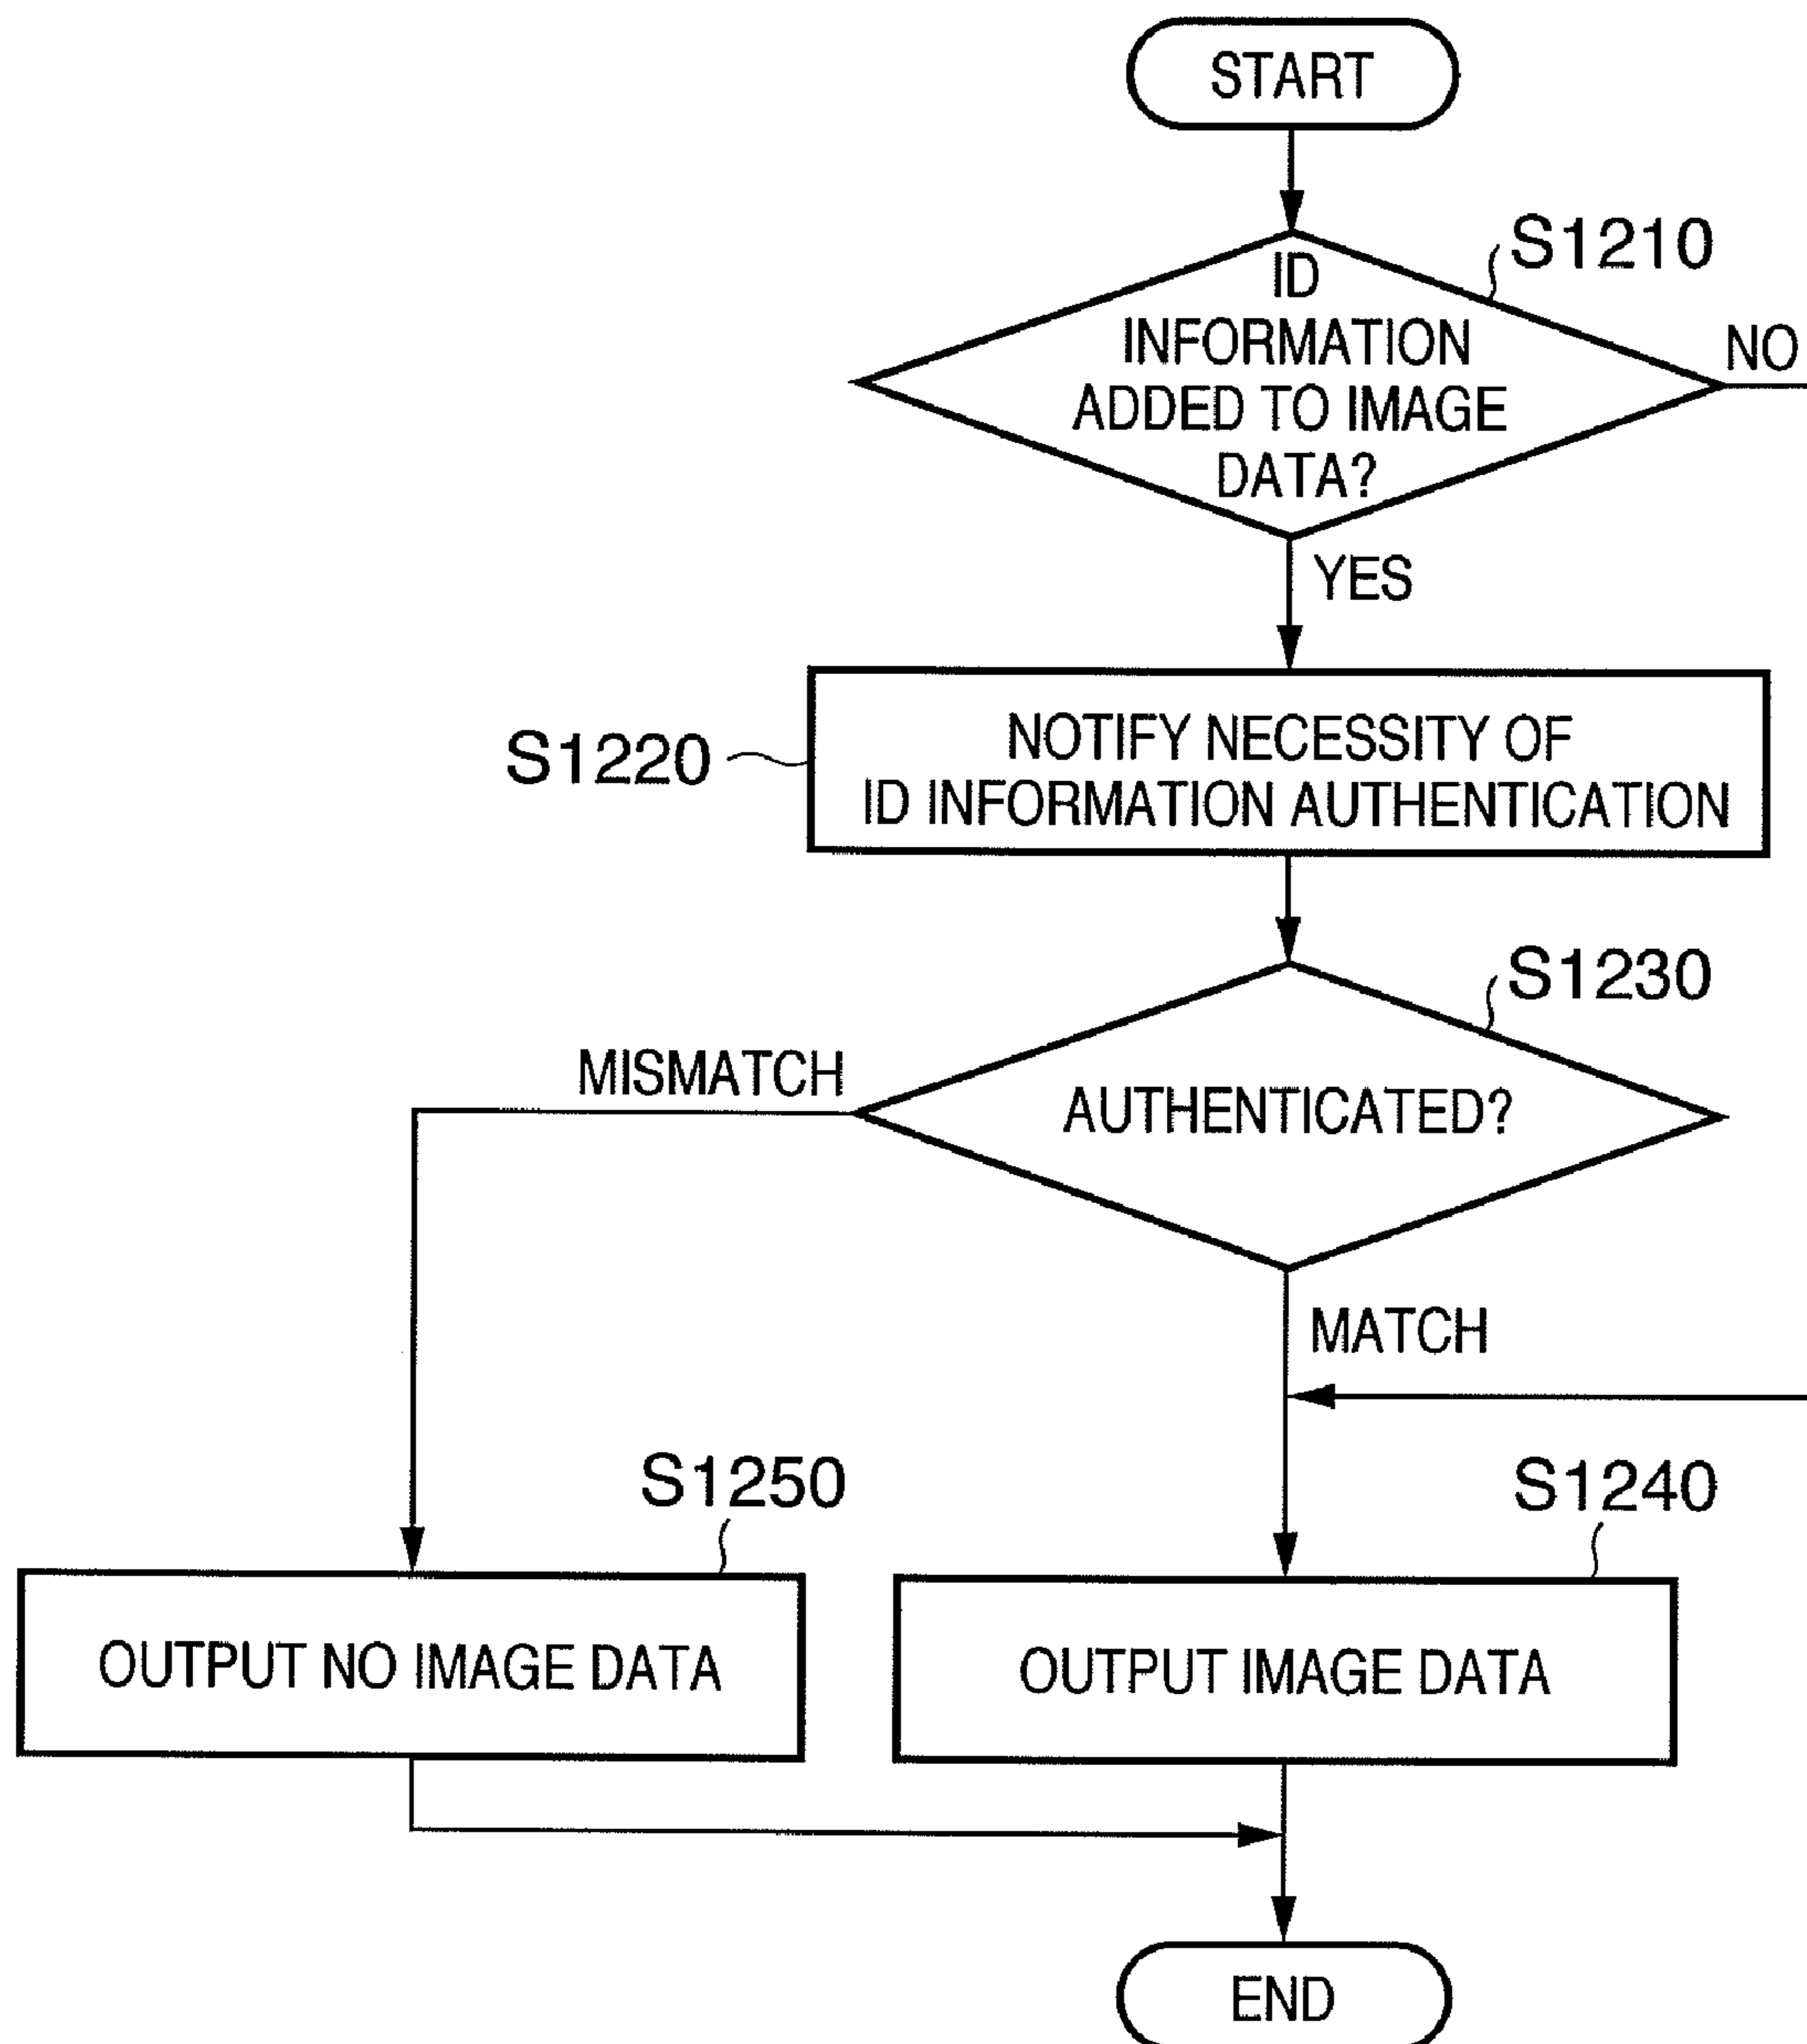 START
S1210
ID
INFORMATION
ADDED TO IMAGE
DATA?
NO
YES
S1220
NOTIFY NECESSITY OF
ID INFORMATION AUTHENTICATION
S1230
MISMATCH
AUTHENTICATED?
MATCH
S1250
S1240
OUTPUT NO IMAGE DATA
OUTPUT IMAGE DATA
END